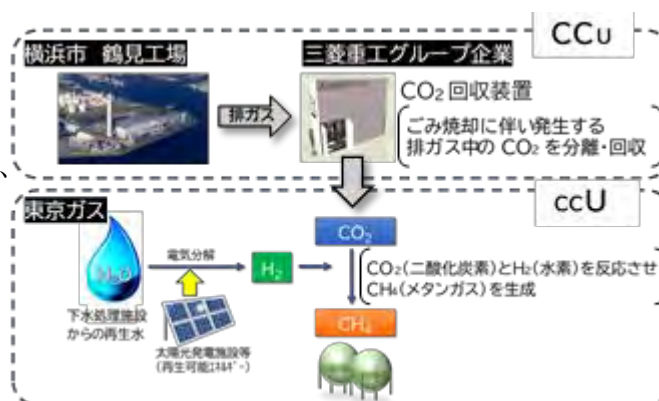 CCu
横浜市 鶴見工場
三菱重工グループ企業
排ガス
CO₂回収装置
ごみ焼却に伴い発生する
排ガス中の CO₂ を分離・回収
、
東京ガス
ccU
H₂O
電気分解
H₂
CO₂
CO₂(二酸化炭素)とH₂(水素)を反応させ
CH₄(メタンガス)を生成
CH₄
下水処理施設
からの再生水
太陽光発電施設等
(再生可能ｴﾈﾙｷﾞｰ)